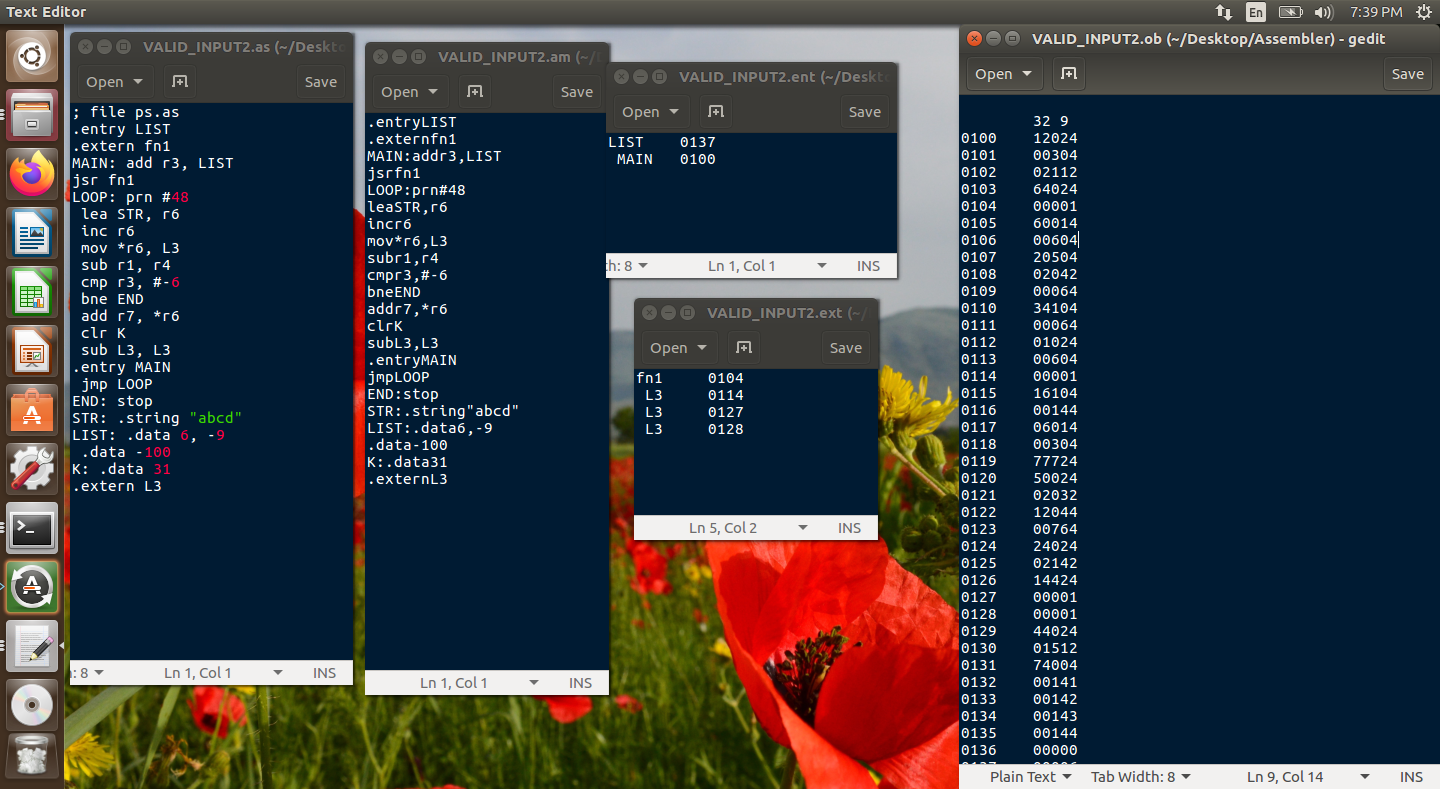 Text Editor
En
7:39 PM
VALID_INPUT2.as (~/Deskto
Open
Save
; file ps.as
.entry LIST
.extern fn1
MAIN: add r3, LIST
jsr fn1
LOOP: prn #48
lea STR, r6
inc r6
mov *r6, L3
sub r1, r4
cmp r3, #-6
bne END
add r7, *r6
clr K
sub L3, L3
.entry MAIN
jmp LOOP
END: stop
STR: .string "abcd"
LIST: .data 6, -9
.data -100
K: .data 31
.extern L3
: 8
Ln 1, Col 1
INS
VALID_INPUT2.am (~/
Open
Save
.entryLIST
.externfn1
MAIN:addr3,LIST
jsrfn1
LOOP:prn#48
leaSTR,r6
incr6
mov*r6,L3
subr1,r4
cmpr3,#-6
bneEND
addr7,*r6
clrK
subL3,L3
.entryMAIN
jmpLOOP
END:stop
STR:.string"abcd"
LIST:.data6,-9
.data-100
K:.data31
.externL3
Ln 1, Col 1
INS
VALID_INPUT2.ent (~/Deskto
Open
Save
LIST 0137
MAIN 0100
th: 8
Ln 1, Col 1
INS
VALID_INPUT2.ext (~/
Open
Save
fn1 0104
L3 0114
L3 0127
L3 0128
Ln 5, Col 2
INS
VALID_INPUT2.ob (~/Desktop/Assembler) - gedit
Open
Save
32 9
0100 12024
0101 00304
0102 02112
0103 64024
0104 00001
0105 60014
0106 00604
0107 20504
0108 02042
0109 00064
0110 34104
0111 00064
0112 01024
0113 00604
0114 00001
0115 16104
0116 00144
0117 06014
0118 00304
0119 77724
0120 50024
0121 02032
0122 12044
0123 00764
0124 24024
0125 02142
0126 14424
0127 00001
0128 00001
0129 44024
0130 01512
0131 74004
0132 00141
0133 00142
0134 00143
0135 00144
0136 00000
0137 00006
Plain Text
Tab Width: 8
Ln 9, Col 14
INS